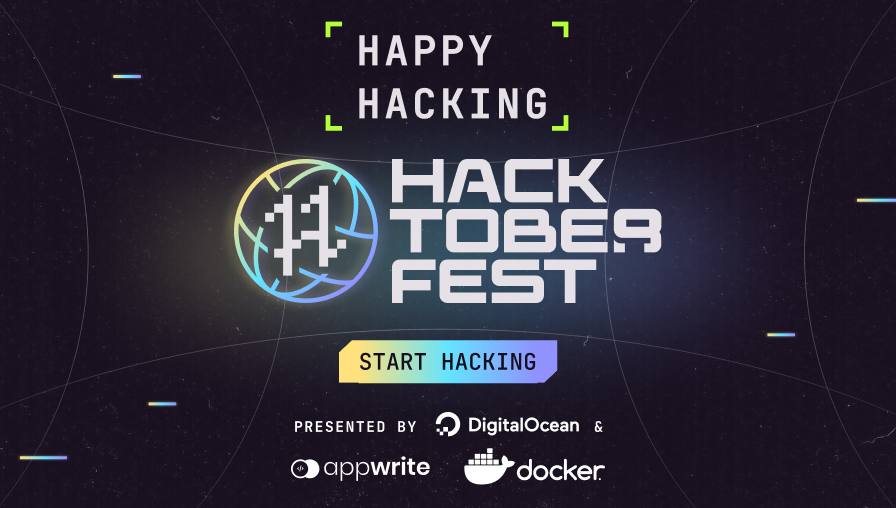 HAPPY
HACKING
HACK
TOBER
FEST
START HACKING
PRESENTED BY DigitalOcean &
appwrite docker